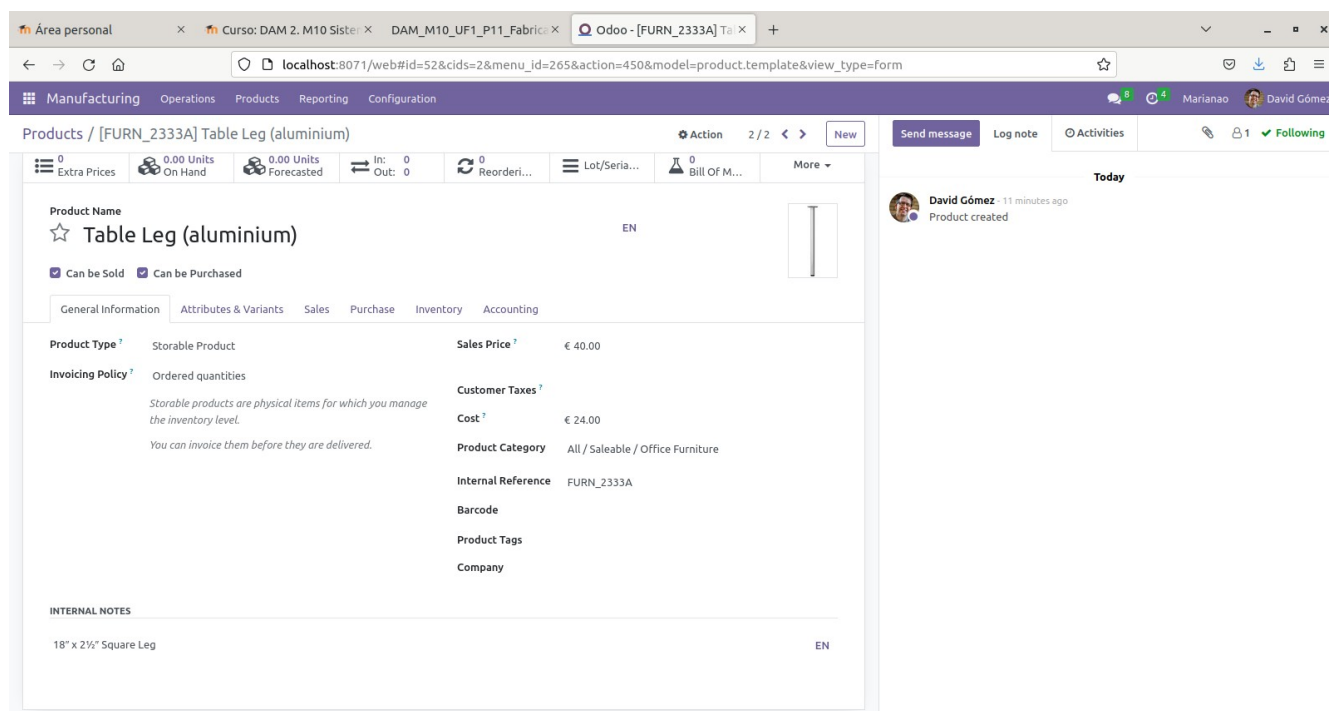 Área personal
Curso: DAM 2. M10 Sister
DAM_M10_UF1_P11_Fabrica
Odoo - [FURN_2333A] Ta
localhost:8071/web#id=52&cids=2&menu_id=265&action=450&model=product.template&view_type=form
Manufacturing Operations Products Reporting Configuration
8 4 Marianao David Gómez
Products / [FURN_2333A] Table Leg (aluminium)
Action 2 / 2 New
Send message Log note Activities 1 Following
0 Extra Prices
0.00 Units On Hand
0.00 Units Forecasted
In: 0
Out: 0
0 Reorderi...
Lot/Seria...
0 Bill Of M...
More
Today
David Gómez - 11 minutes ago
Product created
Product Name
Table Leg (aluminium) EN
Can be Sold Can be Purchased
General Information Attributes & Variants Sales Purchase Inventory Accounting
Product Type ? Storable Product
Invoicing Policy ? Ordered quantities
Storable products are physical items for which you manage
the inventory level.
You can invoice them before they are delivered.
Sales Price ? € 40.00
Customer Taxes ?
Cost ? € 24.00
Product Category All / Saleable / Office Furniture
Internal Reference FURN_2333A
Barcode
Product Tags
Company
INTERNAL NOTES
18″ x 2½″ Square Leg EN